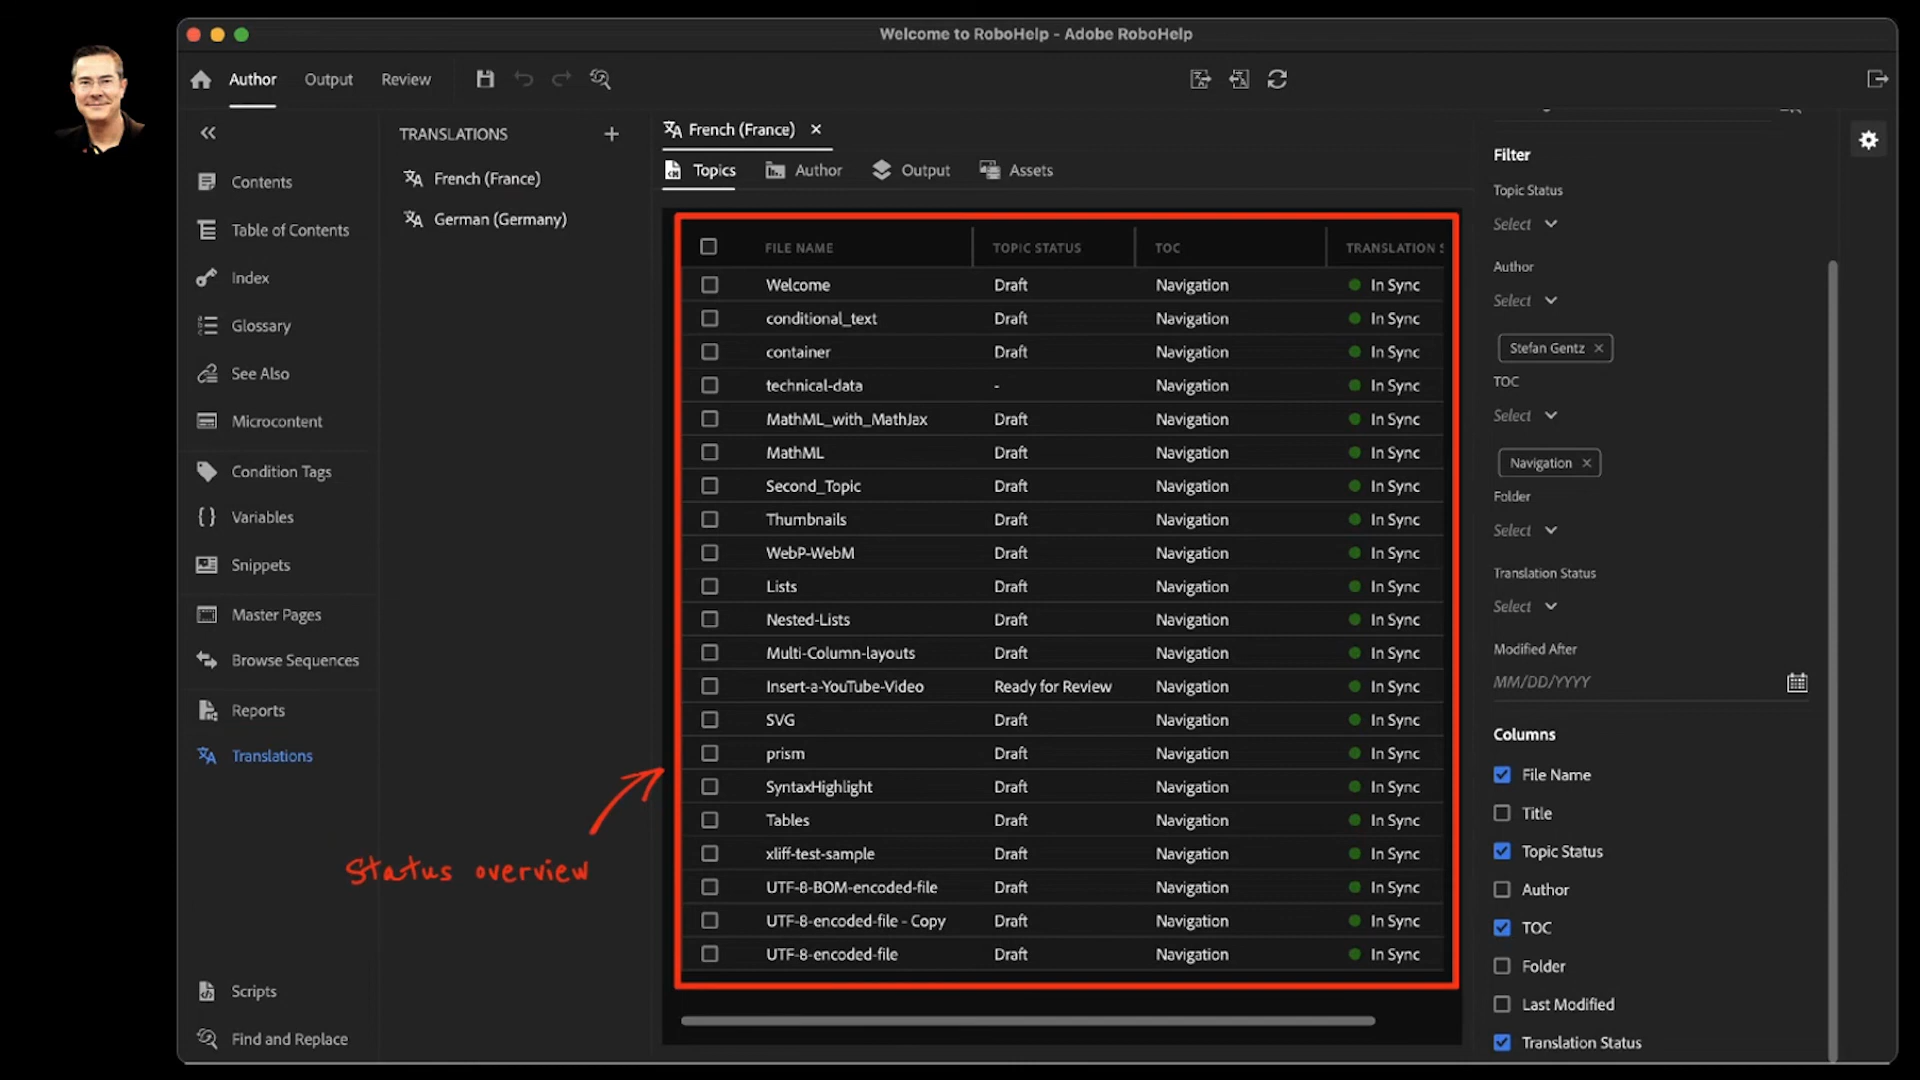 Welcome to RoboHelp - Adobe RoboHelp
Author Output Review
TRANSLATIONS
French (France)
German (Germany)
Contents
Table of Contents
Index
Glossary
See Also
Microcontent
Condition Tags
Variables
Snippets
Master Pages
Browse Sequences
Reports
Translations
Scripts
Find and Replace
Status overview
French (France)
Topics Author Output Assets
FILE NAME TOPIC STATUS TOC TRANSLATION S
Welcome Draft Navigation In Sync
conditional_text Draft Navigation In Sync
container Draft Navigation In Sync
technical-data - Navigation In Sync
MathML_with_MathJax Draft Navigation In Sync
MathML Draft Navigation In Sync
Second_Topic Draft Navigation In Sync
Thumbnails Draft Navigation In Sync
WebP-WebM Draft Navigation In Sync
Lists Draft Navigation In Sync
Nested-Lists Draft Navigation In Sync
Multi-Column-layouts Draft Navigation In Sync
Insert-a-YouTube-Video Ready for Review Navigation In Sync
SVG Draft Navigation In Sync
prism Draft Navigation In Sync
SyntaxHighlight Draft Navigation In Sync
Tables Draft Navigation In Sync
xliff-test-sample Draft Navigation In Sync
UTF-8-BOM-encoded-file Draft Navigation In Sync
UTF-8-encoded-file - Copy Draft Navigation In Sync
UTF-8-encoded-file Draft Navigation In Sync
Filter
Topic Status
Select
Author
Select
Stefan Gentz
TOC
Select
Navigation
Folder
Select
Translation Status
Select
Modified After
MM/DD/YYYY
Columns
File Name
Title
Topic Status
Author
TOC
Folder
Last Modified
Translation Status